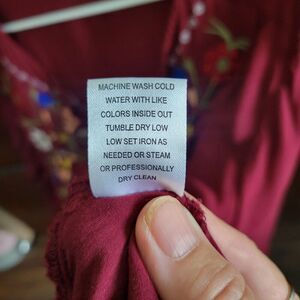 MACHINE WASH COLD
WATER WITH LIKE
COLORS INSIDE OUT
TUMBLE DRY LOW
LOW SET IRON AS
NEEDED OR STEAM
OR PROFESSIONALLY
DRY CLEAN